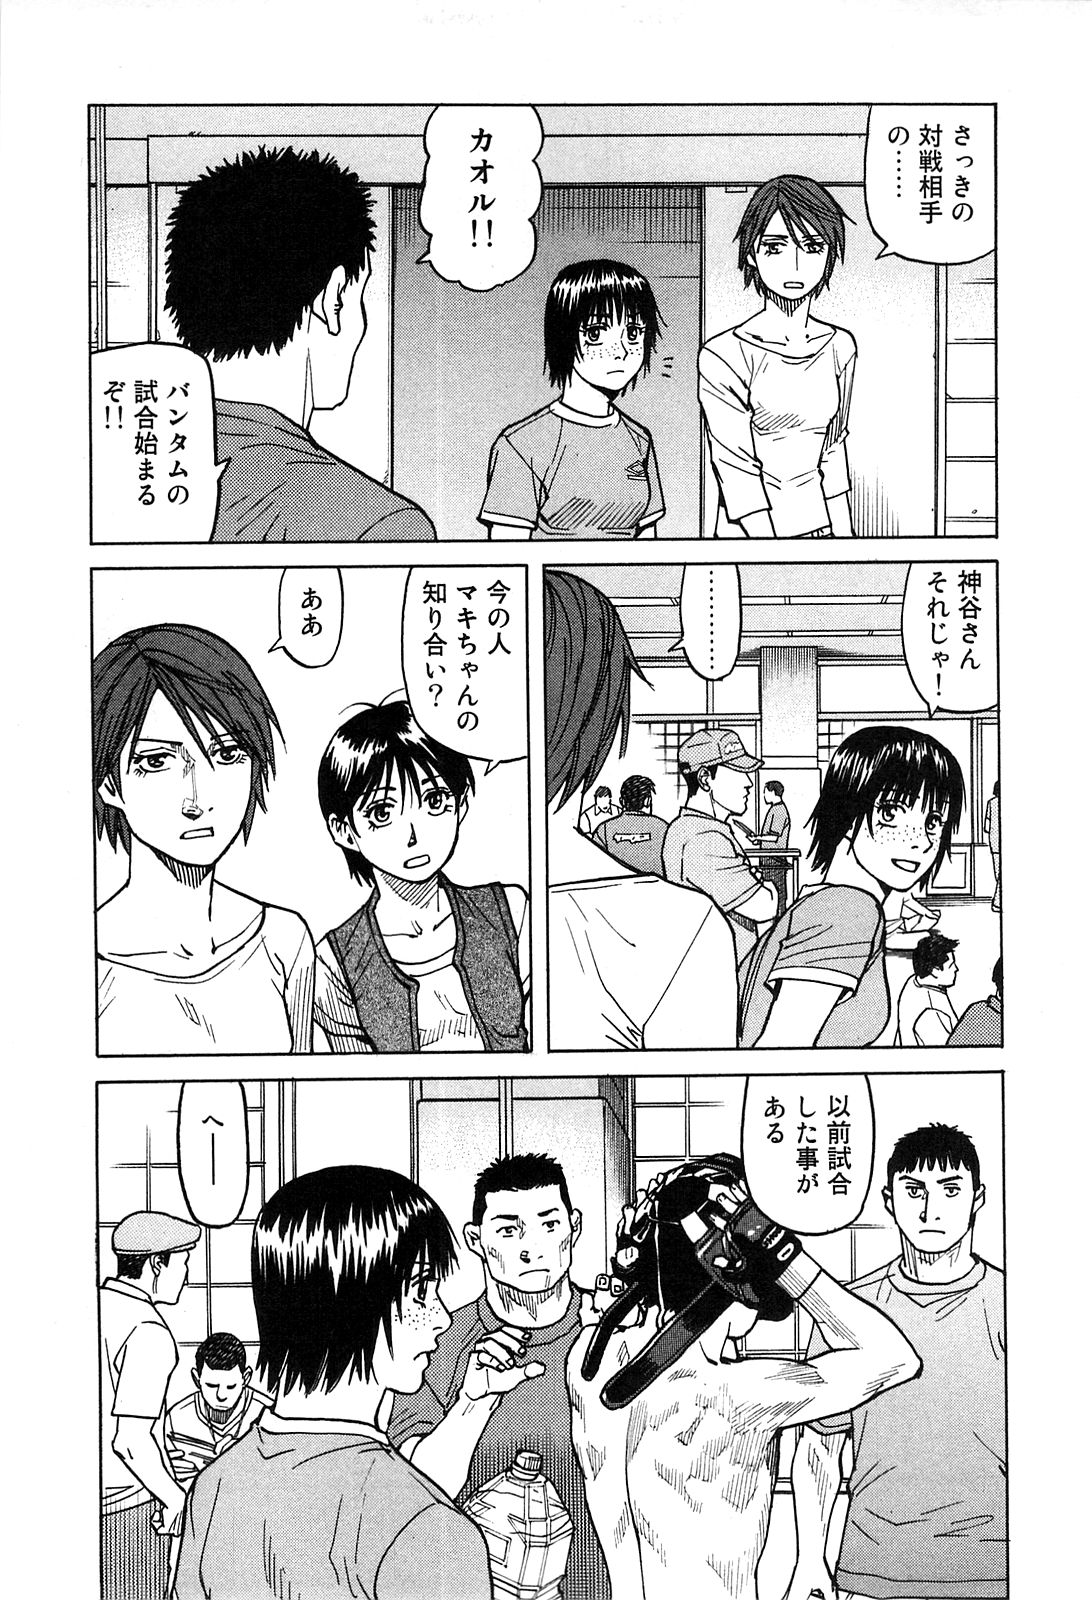 さっきの
対戦相手
の……
カオル!!
バンタムの
試合始まる
ぞ!!
神谷さん
それじゃ!
…………
今の人
マキちゃんの
知り合い?
ああ
以前試合
した事が
ある
へーー